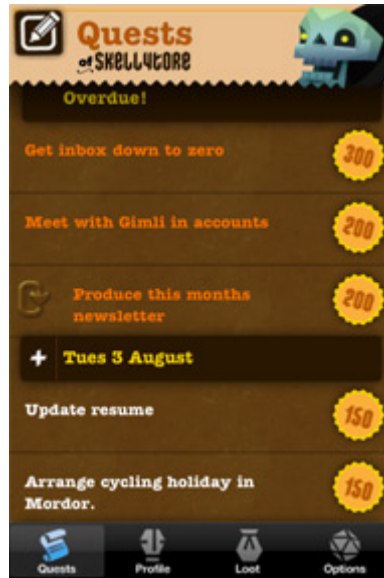 Quests
of SKELLYTORE
Overdue!
Get inbox down to zero
300
Meet with Gimli in accounts
200
Produce this months
newsletter
200
+ Tues 3 August
Update resume
150
Arrange cycling holiday in
Mordor.
150
Quests Profile Loot Options